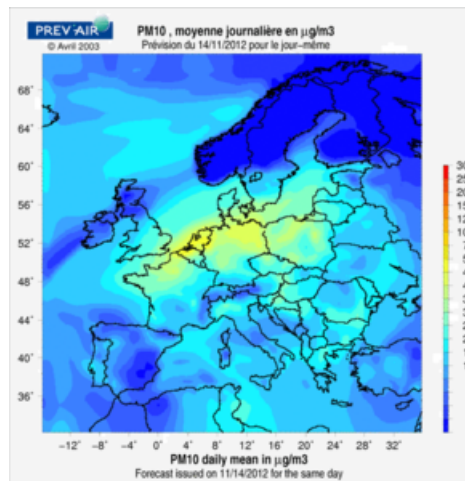 PREV'AIR
© Avril 2003
PM10 , moyenne journalière en µg/m3
Prévision du 14/11/2012 pour le jour-même
68°
64°
60°
56°
52°
48°
44°
40°
36°
-12° -8° -4° 0° 4° 8° 12° 16° 20° 24° 28° 32°
PM10 daily mean in µg/m3
Forecast issued on 11/14/2012 for the same day